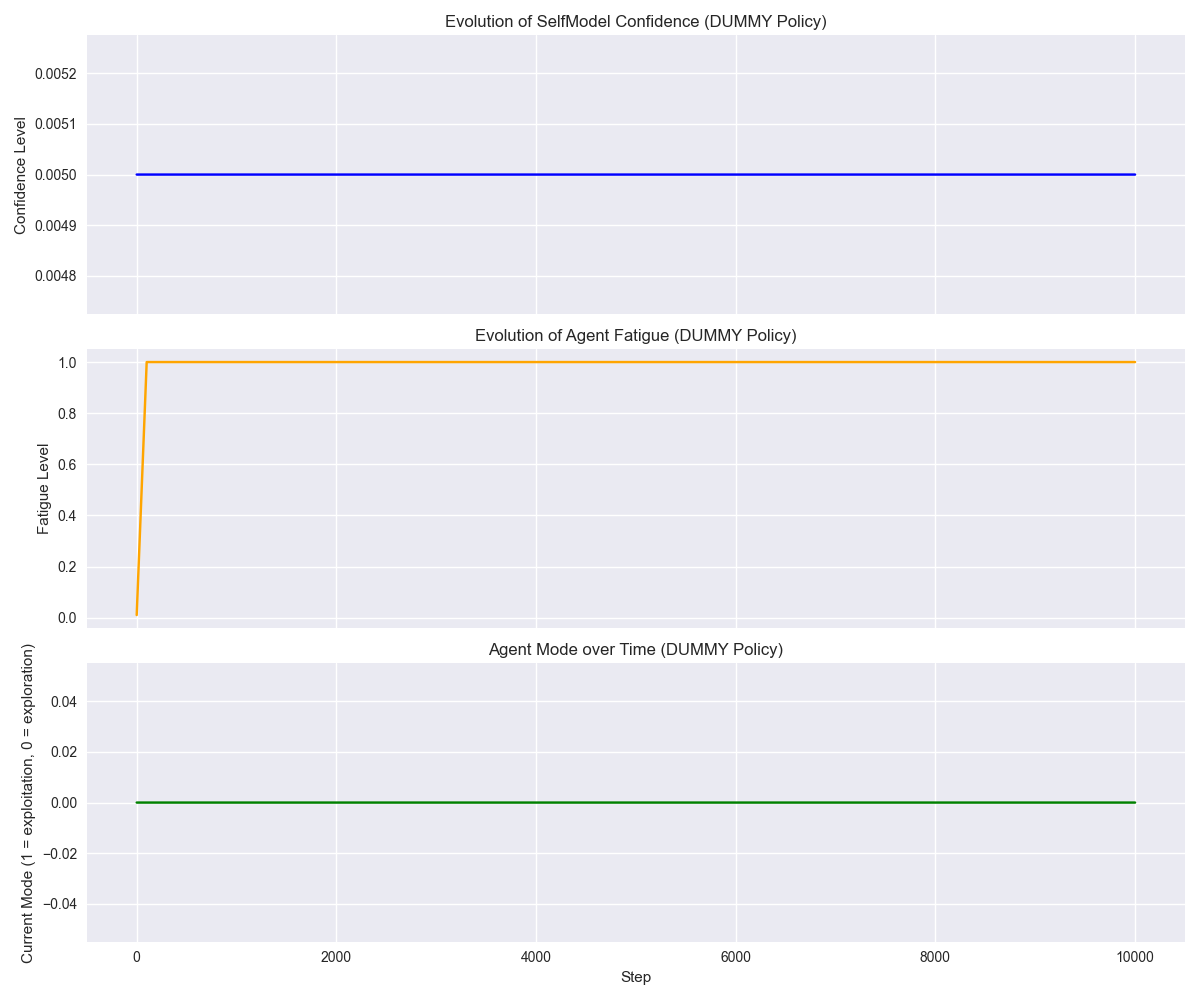 Evolution of SelfModel Confidence (DUMMY Policy)
Confidence Level
0.0052
0.0051
0.0050
0.0049
0.0048
Evolution of Agent Fatigue (DUMMY Policy)
Fatigue Level
1.0
0.8
0.6
0.4
0.2
0.0
Agent Mode over Time (DUMMY Policy)
Current Mode (1 = exploitation, 0 = exploration)
0.04
0.02
0.00
−0.02
−0.04
0 2000 4000 6000 8000 10000
Step